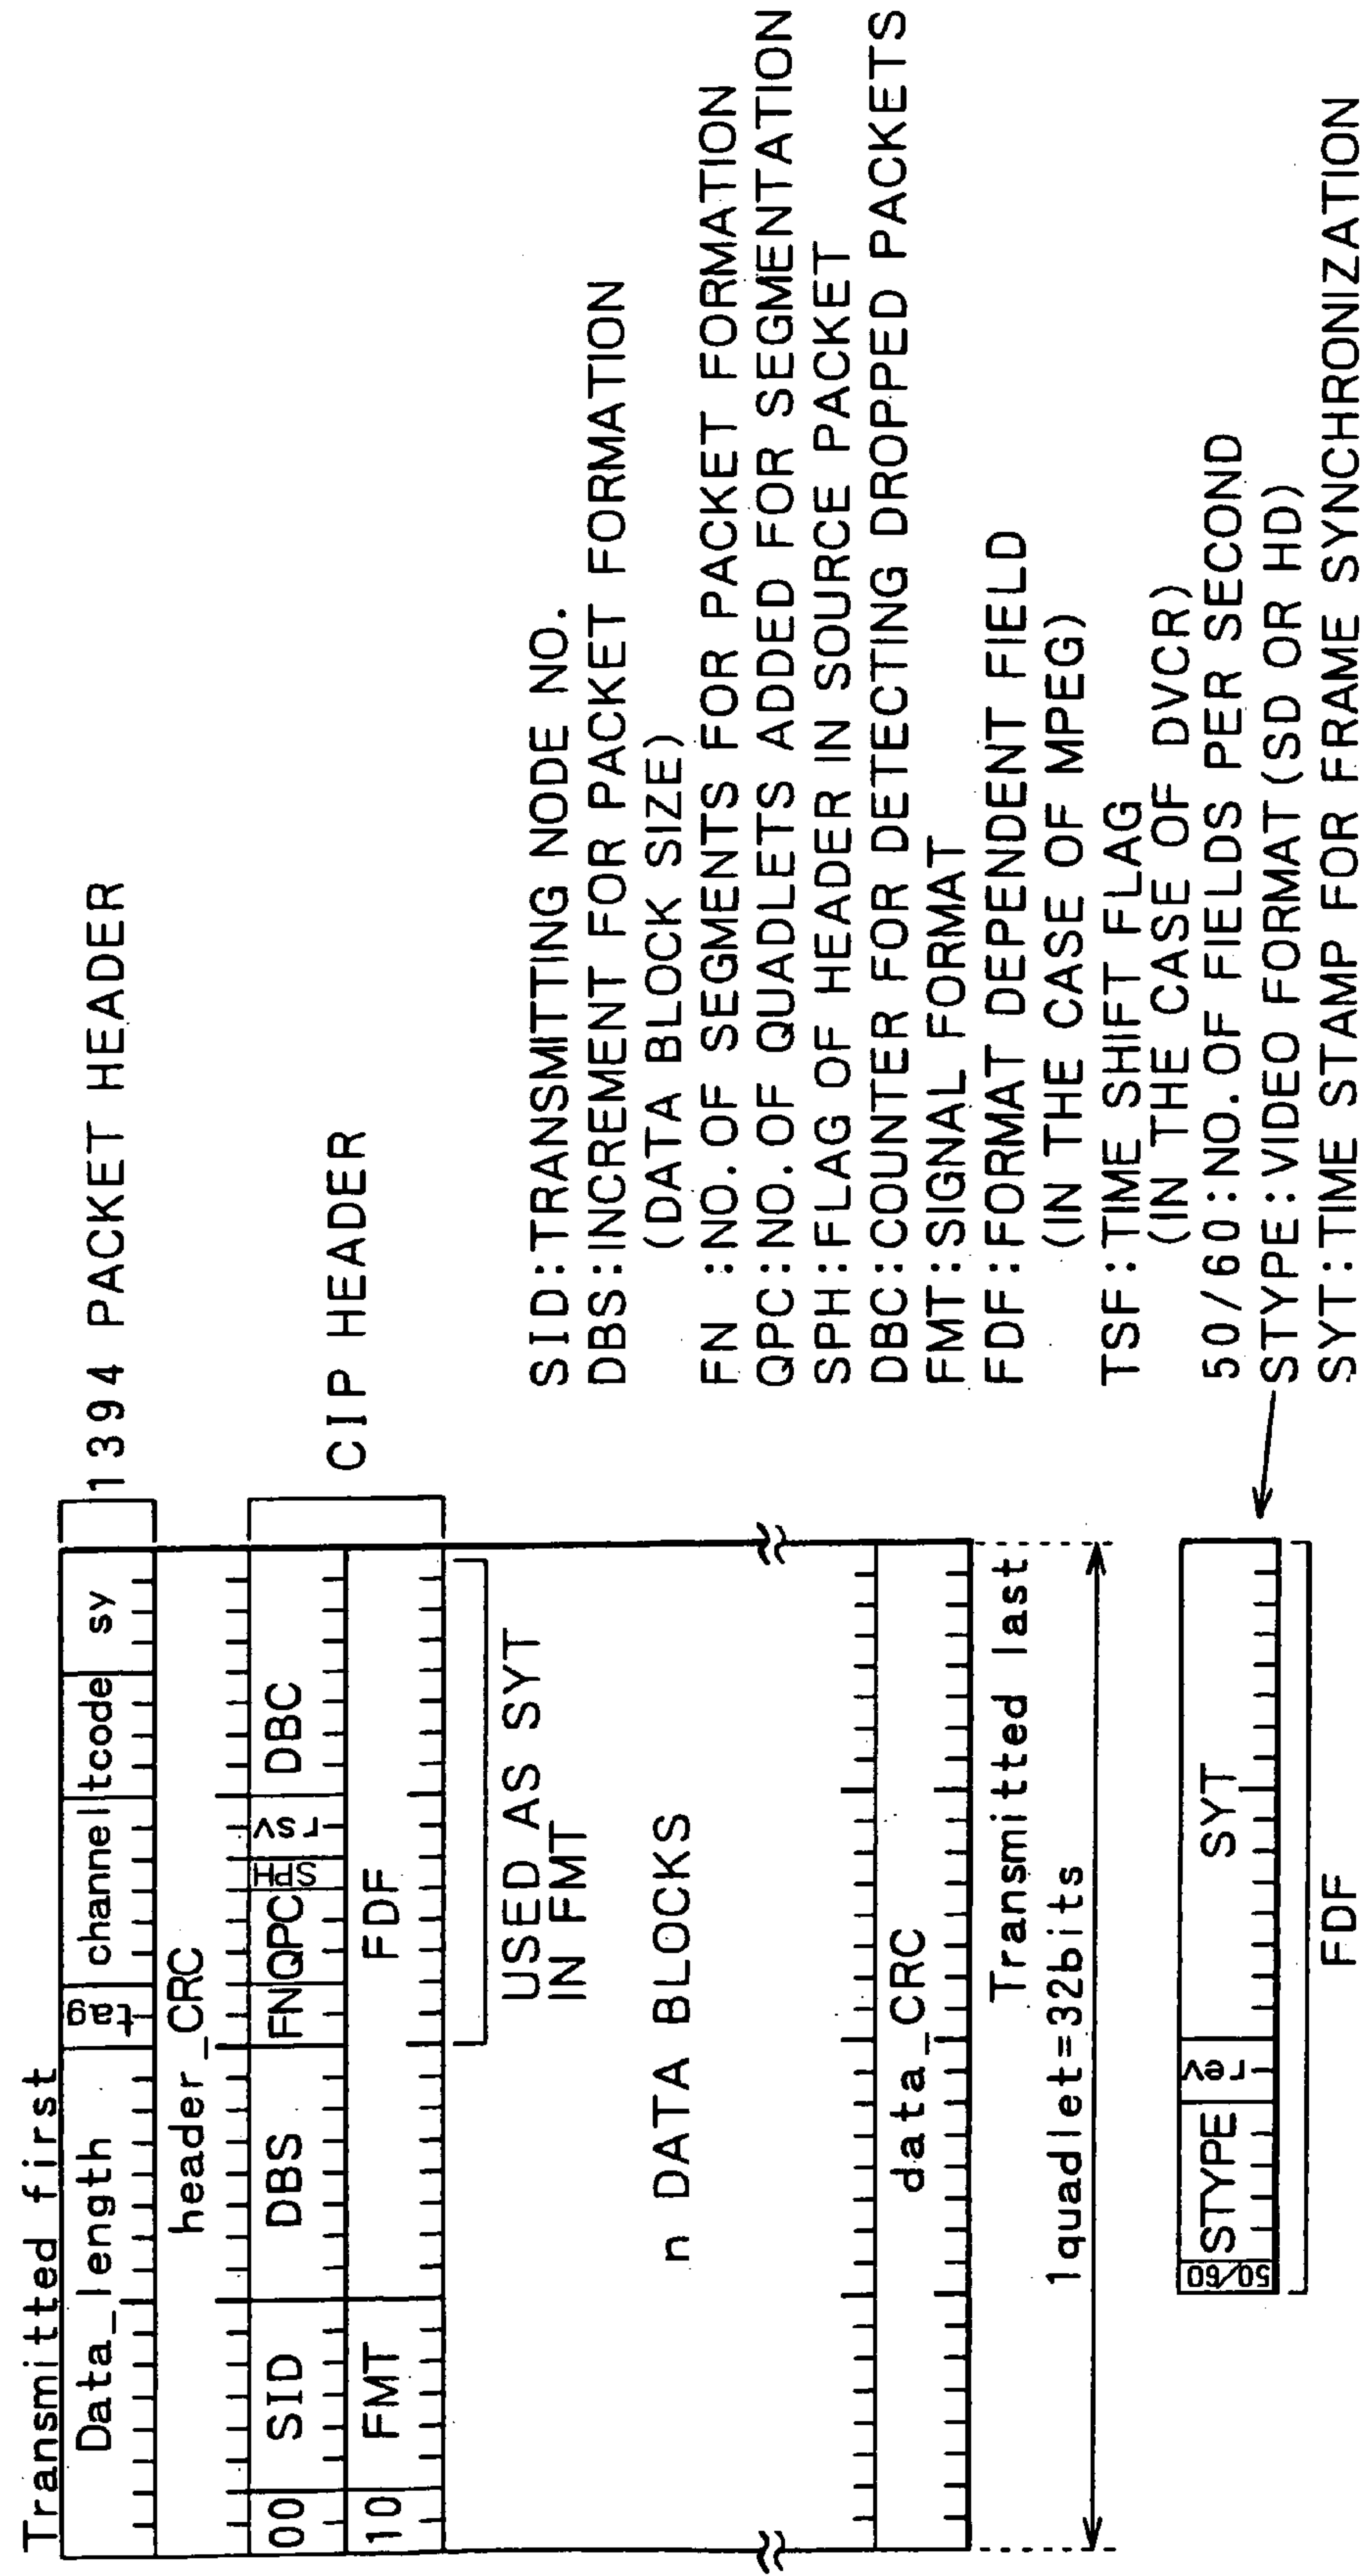 Transmitted first
Data_length tag channel tcode sy
1394 PACKET HEADER
header_CRC
00 SID DBS FN QPC SPH rsv DBC
10 FMT FDF
CIP HEADER
USED AS SYT
IN FMT
n DATA BLOCKS
data_CRC
Transmitted last
1quadlet=32bits
50/60 STYPE rev SYT
FDF
SID:TRANSMITTING NODE NO.
DBS:INCREMENT FOR PACKET FORMATION
(DATA BLOCK SIZE)
FN :NO.OF SEGMENTS FOR PACKET FORMATION
QPC:NO.OF QUADLETS ADDED FOR SEGMENTATION
SPH:FLAG OF HEADER IN SOURCE PACKET
DBC:COUNTER FOR DETECTING DROPPED PACKETS
FMT:SIGNAL FORMAT
FDF:FORMAT DEPENDENT FIELD
(IN THE CASE OF MPEG)
TSF:TIME SHIFT FLAG
(IN THE CASE OF DVCR)
50/60:NO.OF FIELDS PER SECOND
STYPE:VIDEO FORMAT(SD OR HD)
SYT:TIME STAMP FOR FRAME SYNCHRONIZATION